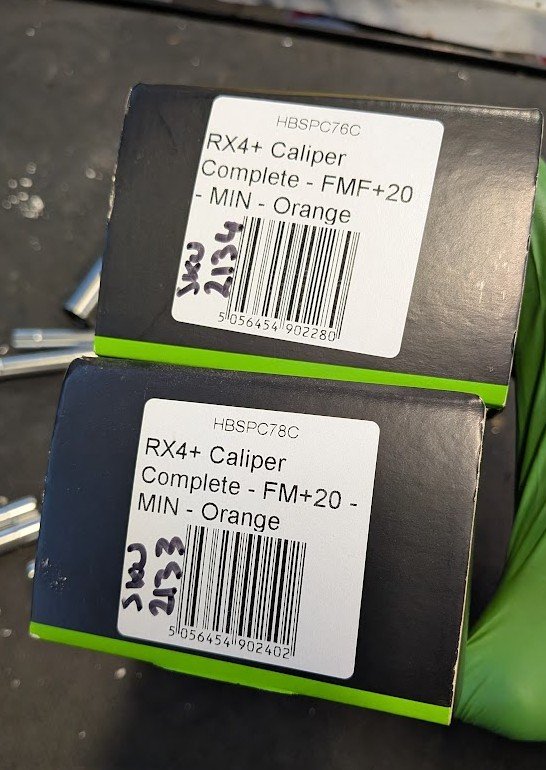 HBSPC76C
RX4+ Caliper
Complete - FMF+20
- MIN - Orange
SKU
2134
5 056454 902280
HBSPC78C
RX4+ Caliper
Complete - FM+20 -
MIN - Orange
SKU
2133
5 056454 902402